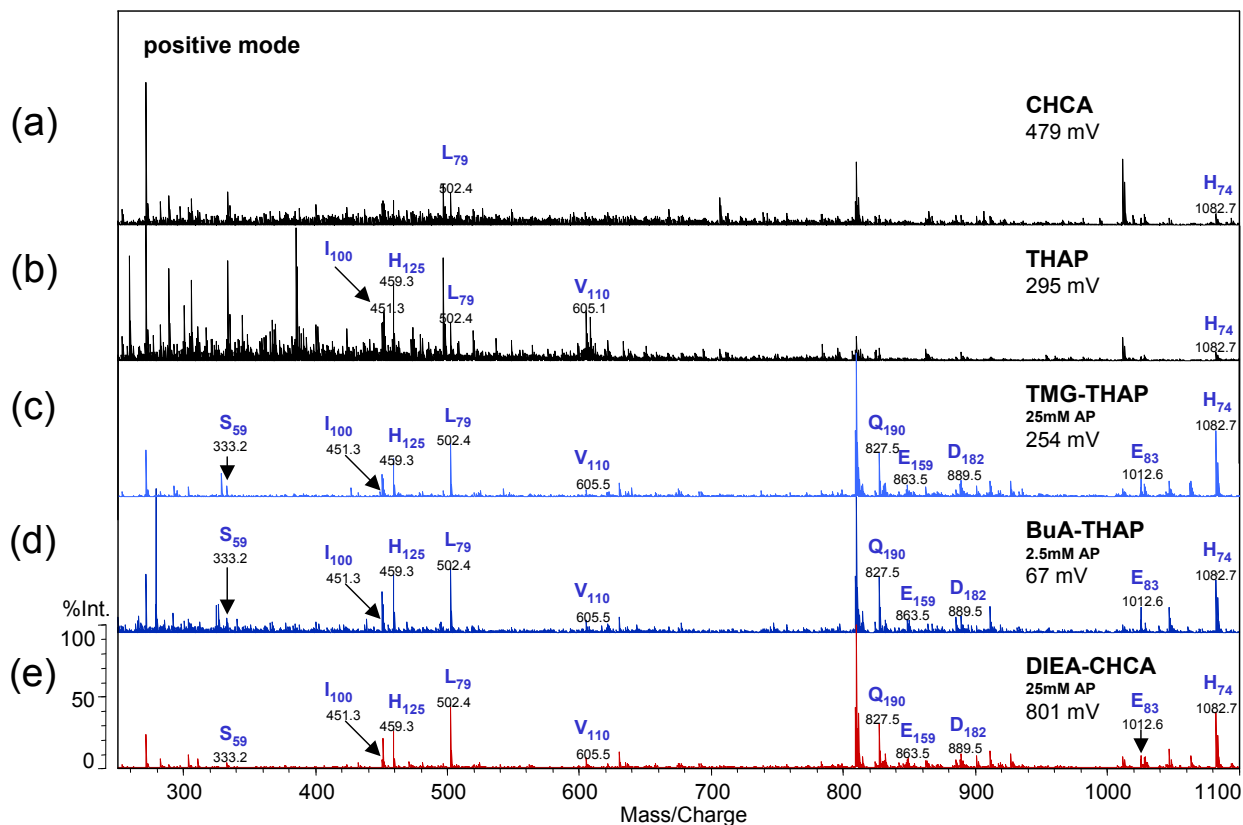 positive mode
(a)
CHCA
479 mV
L79
502.4
H74
1082.7
(b)
THAP
295 mV
I100
451.3
H125
459.3
L79
502.4
V110
605.1
H74
1082.7
(c)
TMG-THAP
25mM AP
254 mV
S59
333.2
I100
451.3
H125
459.3
L79
502.4
V110
605.5
Q190
827.5
E159
863.5
D182
889.5
E83
1012.6
H74
1082.7
(d)
BuA-THAP
2.5mM AP
67 mV
S59
333.2
I100
451.3
H125
459.3
L79
502.4
V110
605.5
Q190
827.5
E159
863.5
D182
889.5
E83
1012.6
H74
1082.7
%Int.
100
50
0
(e)
DIEA-CHCA
25mM AP
801 mV
S59
333.2
I100
451.3
H125
459.3
L79
502.4
V110
605.5
Q190
827.5
E159
863.5
D182
889.5
E83
1012.6
H74
1082.7
300 400 500 600 700 800 900 1000 1100
Mass/Charge